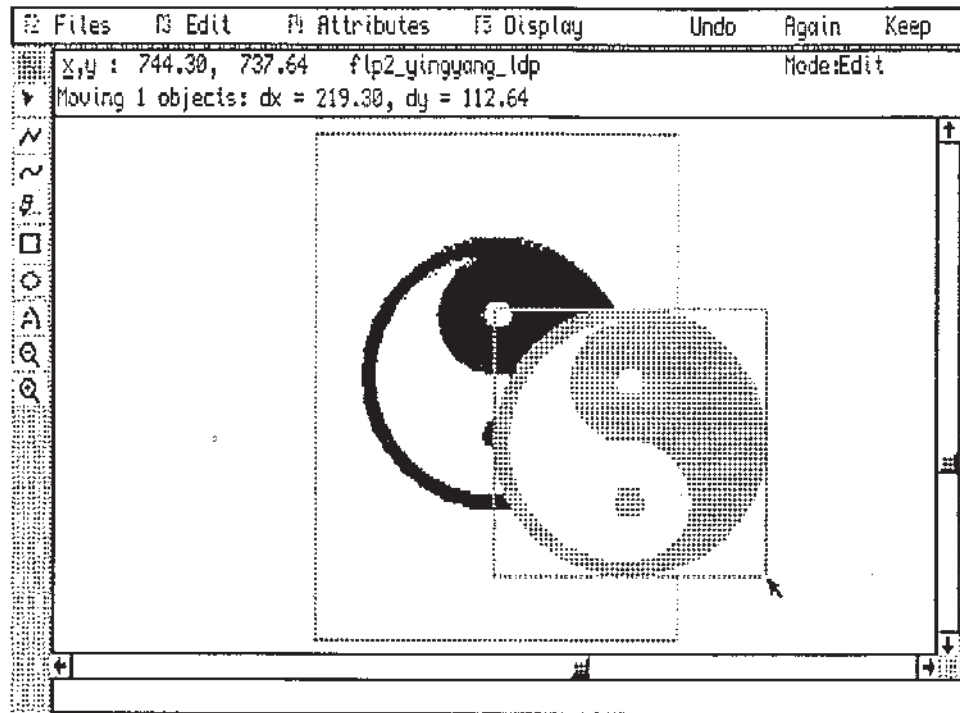 F2 Files F3 Edit F4 Attributes F5 Display Undo Again Keep
x,y : 744.30, 737.64 flp2_yingyang_ldp Mode:Edit
Moving 1 objects: dx = 219.30, dy = 112.64